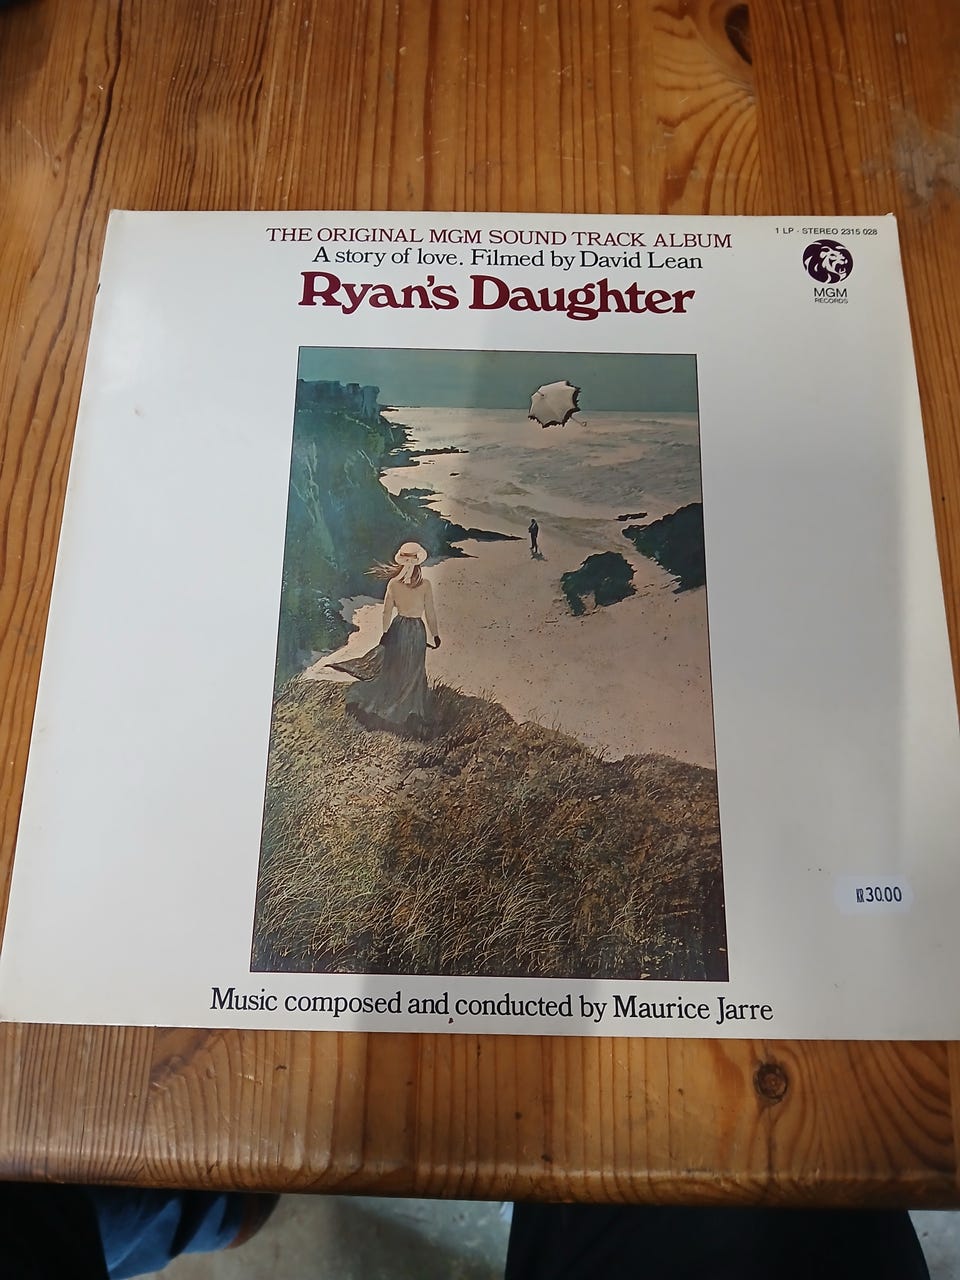 THE ORIGINAL MGM SOUND TRACK ALBUM
A story of love. Filmed by David Lean
Ryan's Daughter
1 LP · STEREO 2315 028
MGM
RECORDS
KR 30.00
Music composed and conducted by Maurice Jarre